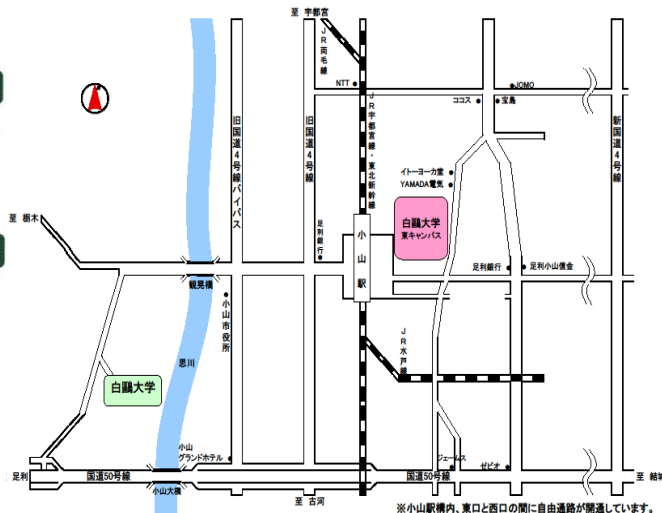 至 宇都宮
JR両毛線
NTT
JOMO
ココス
宝島
旧国道4号線バイパス
旧国道4号線
JR宇都宮線・東北新幹線
新国道4号線
イトーヨーカ堂
YAMADA電気
至 栃木
足利銀行
小山駅
白鷗大学
東キャンパス
足利銀行
足利小山信金
観晃橋
小山市役所
JR水戸線
思川
白鷗大学
小山
グランドホテル
ジェームス
ゼビオ
足利
国道50号線
国道50号線
至 結城
小山大橋
至 古河
※小山駅構内、東口と西口の間に自由通路が開通しています。